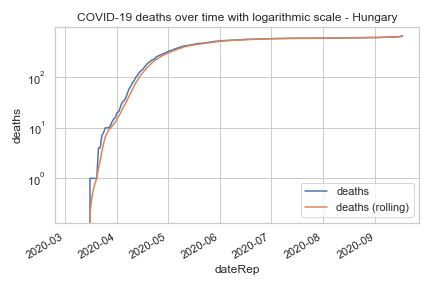 COVID-19 deaths over time with logarithmic scale - Hungary
deaths
10²
10¹
10⁰
deaths
deaths (rolling)
2020-03
2020-04
2020-05
2020-06
2020-07
2020-08
2020-09
dateRep